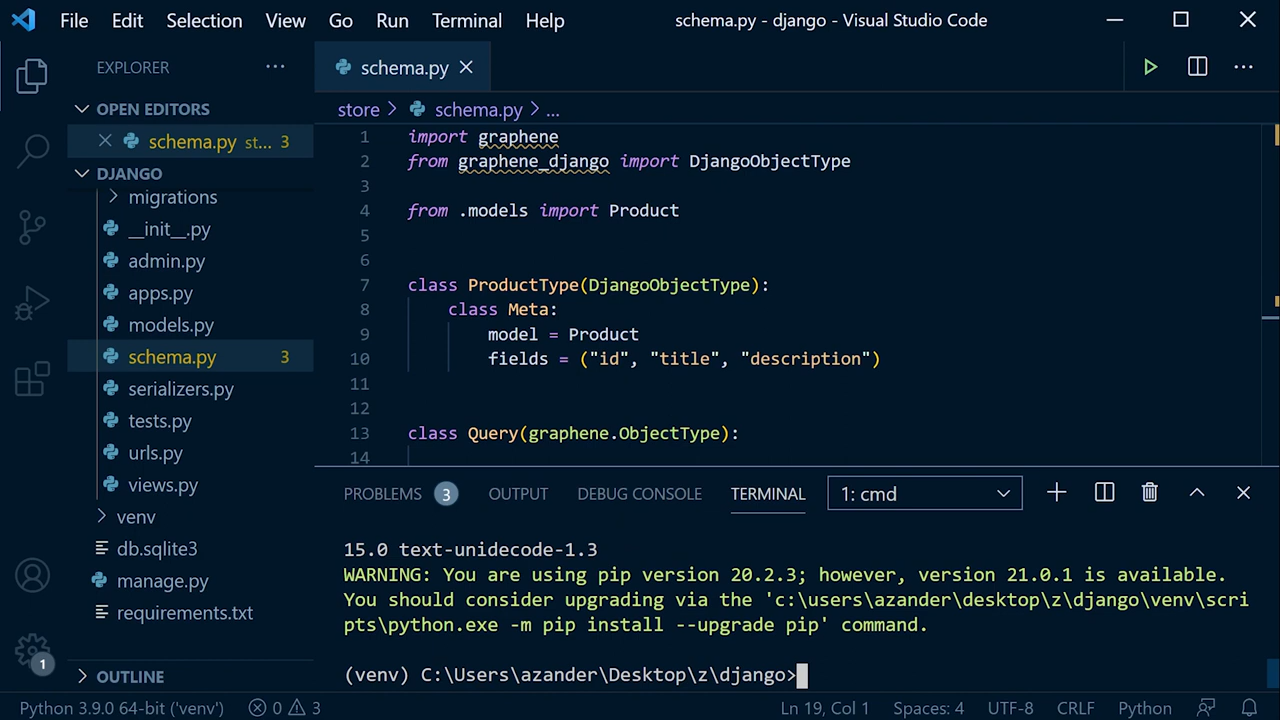 File Edit Selection View Go Run Terminal Help schema.py - django - Visual Studio Code
EXPLORER ...
schema.py
OPEN EDITORS
schema.py st... 3
DJANGO
migrations
__init__.py
admin.py
apps.py
models.py
schema.py 3
serializers.py
tests.py
urls.py
views.py
venv
db.sqlite3
manage.py
requirements.txt
OUTLINE
1
store > schema.py > ...
1 import graphene
2 from graphene_django import DjangoObjectType
3
4 from .models import Product
5
6
7 class ProductType(DjangoObjectType):
8 class Meta:
9 model = Product
10 fields = ("id", "title", "description")
11
12
13 class Query(graphene.ObjectType):
14
PROBLEMS 3 OUTPUT DEBUG CONSOLE TERMINAL 1: cmd
15.0 text-unidecode-1.3
WARNING: You are using pip version 20.2.3; however, version 21.0.1 is available.
You should consider upgrading via the 'c:\users\azander\desktop\z\django\venv\scri
pts\python.exe -m pip install --upgrade pip' command.
(venv) C:\Users\azander\Desktop\z\django>
Python 3.9.0 64-bit ('venv') 0 3 Ln 19, Col 1 Spaces: 4 UTF-8 CRLF Python